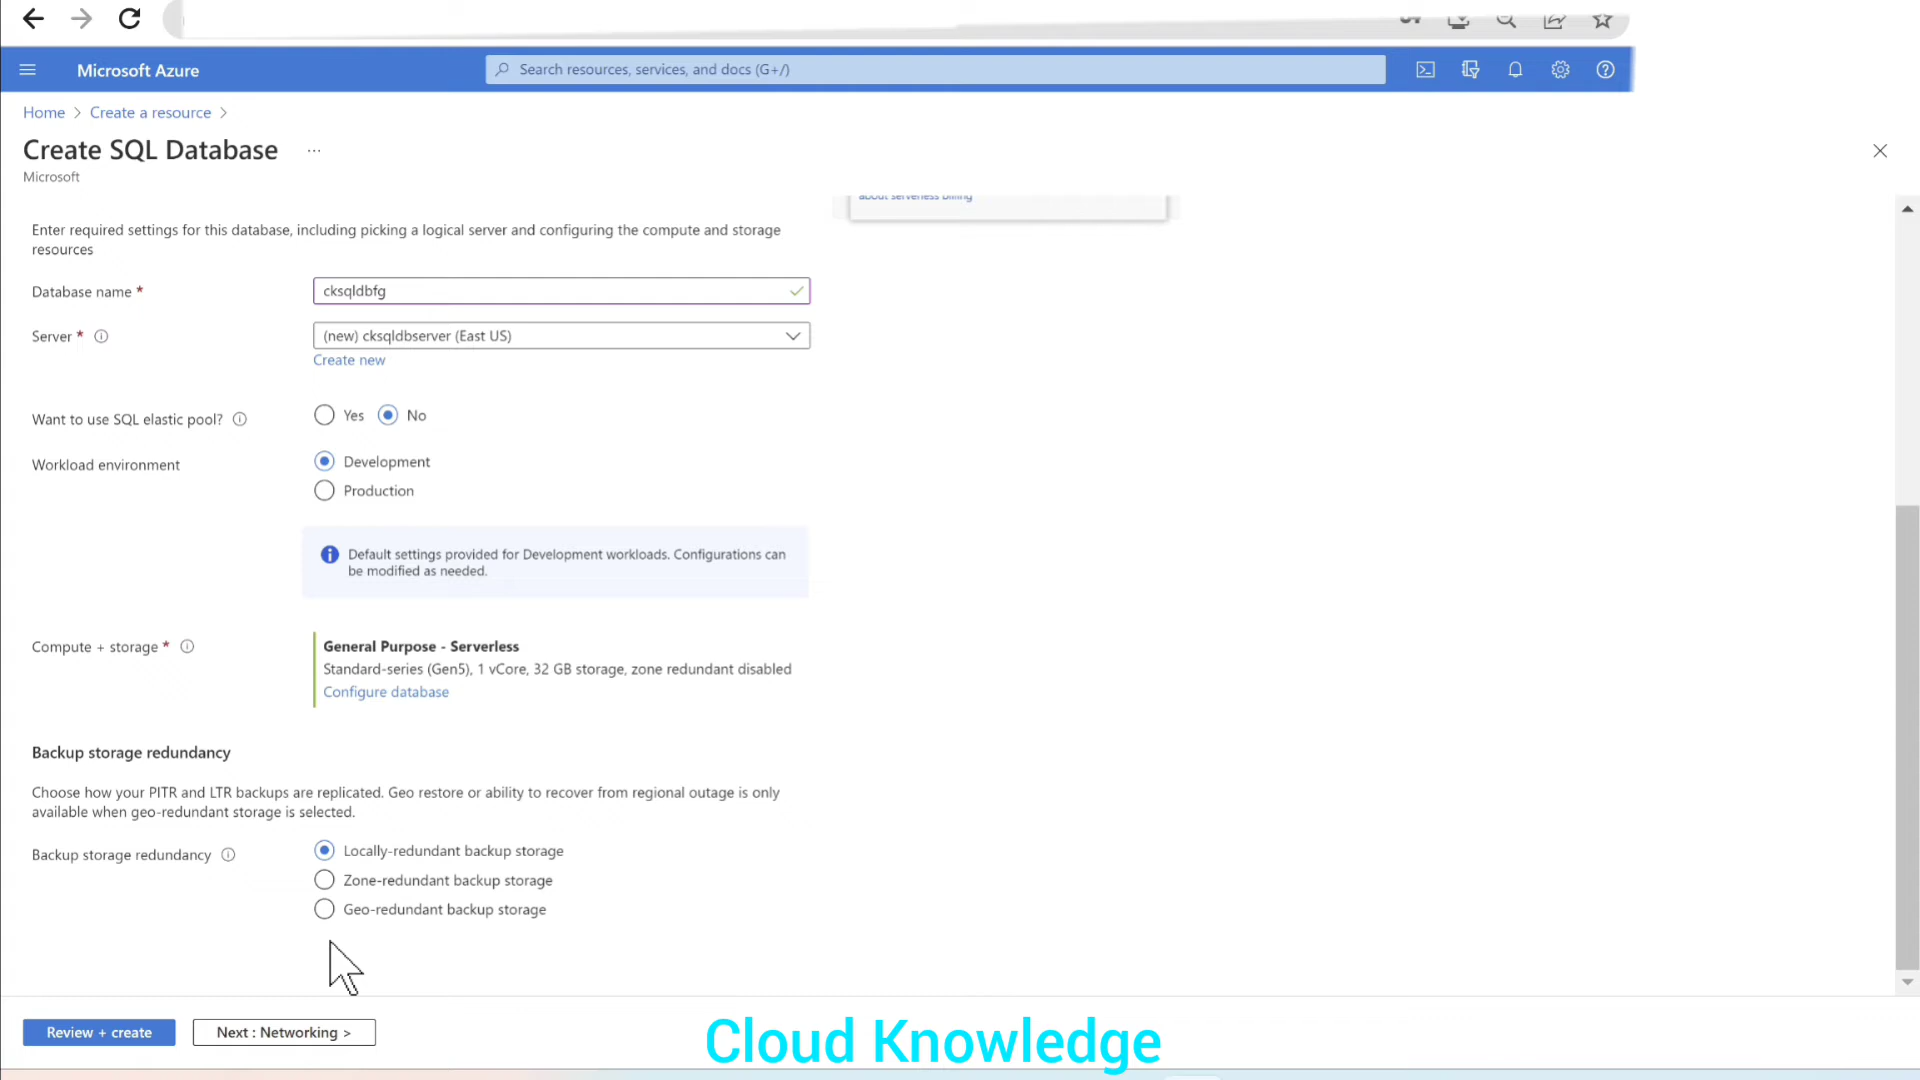 Microsoft Azure
Search resources, services, and docs (G+/)
Home > Create a resource >
Create SQL Database ...
Microsoft
about serverless billing
Enter required settings for this database, including picking a logical server and configuring the compute and storage
resources
Database name *
cksqldbfg
Server *
(new) cksqldbserver (East US)
Create new
Want to use SQL elastic pool?
Yes No
Workload environment
Development
Production
Default settings provided for Development workloads. Configurations can
be modified as needed.
Compute + storage *
General Purpose - Serverless
Standard-series (Gen5), 1 vCore, 32 GB storage, zone redundant disabled
Configure database
Backup storage redundancy
Choose how your PITR and LTR backups are replicated. Geo restore or ability to recover from regional outage is only
available when geo-redundant storage is selected.
Backup storage redundancy
Locally-redundant backup storage
Zone-redundant backup storage
Geo-redundant backup storage
Review + create
Next : Networking >
Cloud Knowledge